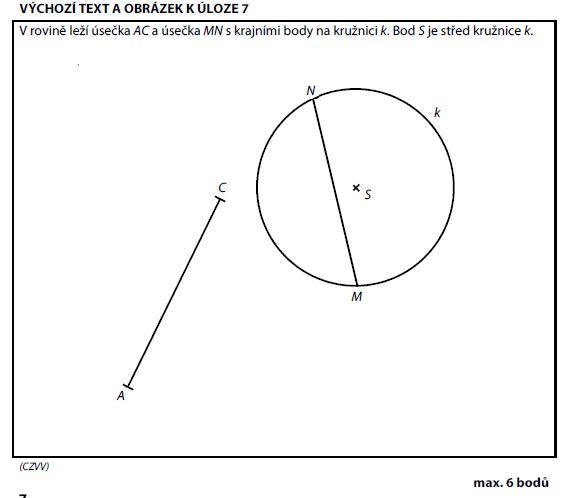 VÝCHOZÍ TEXT A OBRÁZEK K ÚLOZE 7
V rovině leží úsečka AC a úsečka MN s krajními body na kružnici k. Bod S je střed kružnice k.
N
k
C
S
M
A
(CZVV)
max. 6 bodů